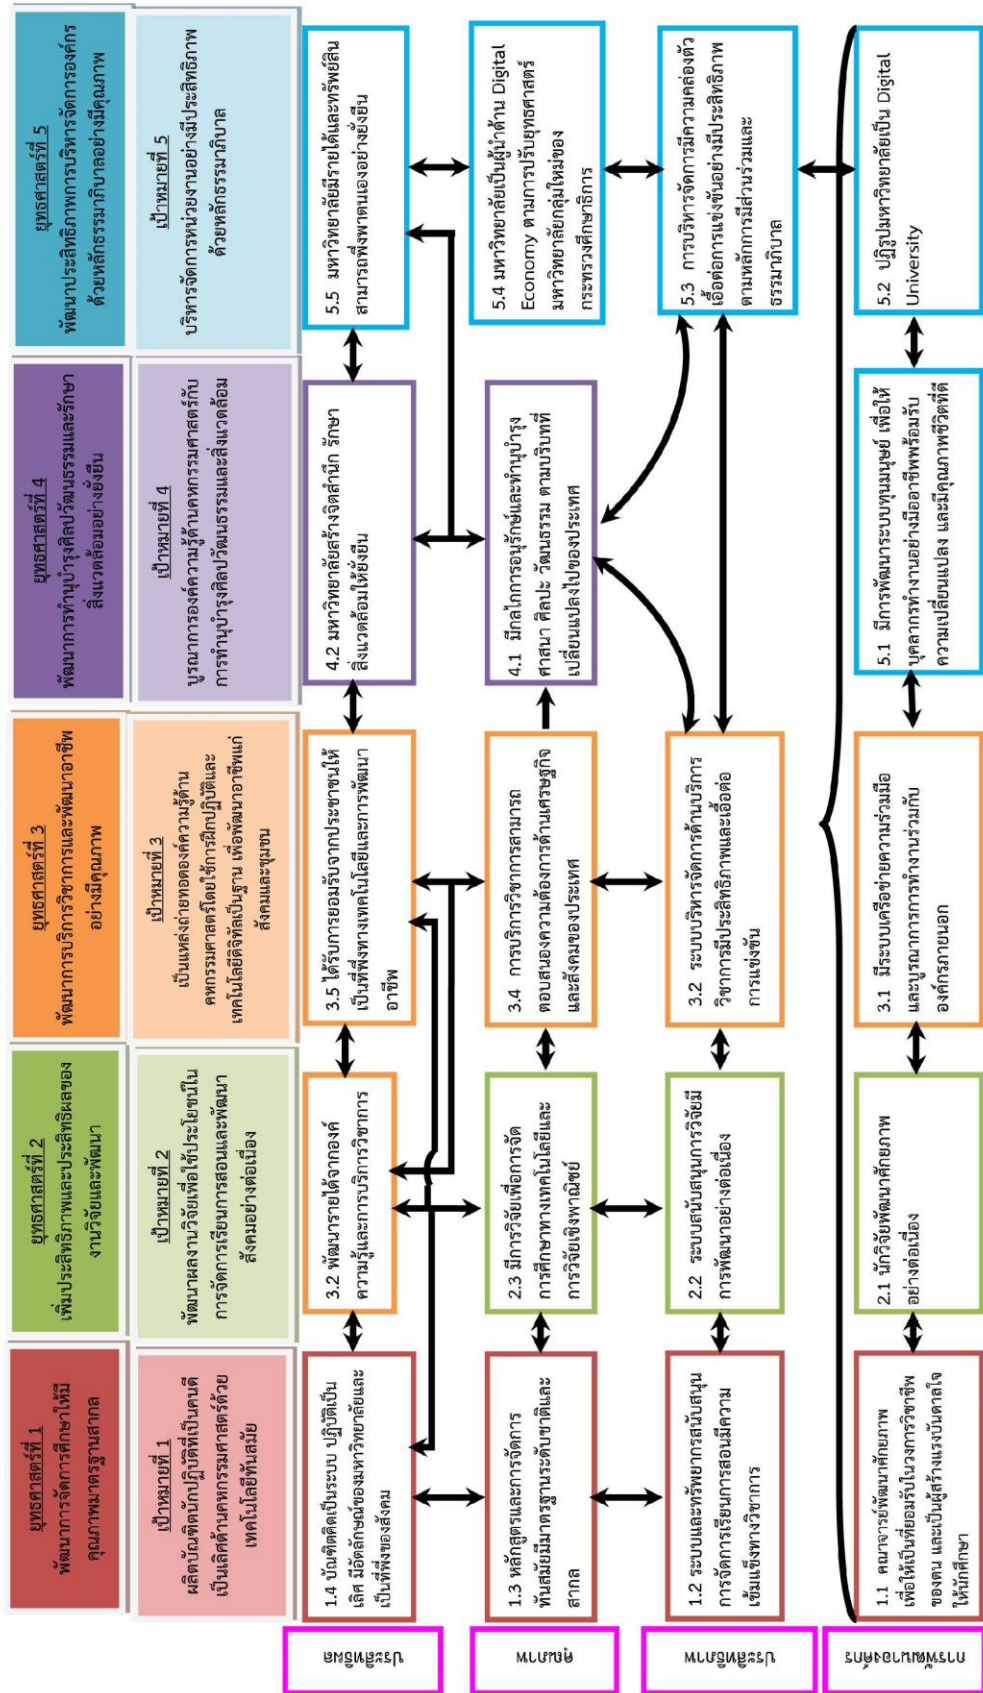 ยุทธศาสตร์ที่ 1
พัฒนาการจัดการศึกษาให้มี
คุณภาพมาตรฐานสากล
ยุทธศาสตร์ที่ 2
เพิ่มประสิทธิภาพและประสิทธิผลของ
งานวิจัยและพัฒนา
ยุทธศาสตร์ที่ 3
พัฒนาการบริการวิชาการและพัฒนาอาชีพ
อย่างมีคุณภาพ
ยุทธศาสตร์ที่ 4
พัฒนาการทำนุบำรุงศิลปวัฒนธรรมและรักษา
สิ่งแวดล้อมอย่างยั่งยืน
ยุทธศาสตร์ที่ 5
พัฒนาประสิทธิภาพการบริหารจัดการองค์กร
ด้วยหลักธรรมาภิบาลอย่างมีคุณภาพ
เป้าหมายที่ 1
ผลิตบัณฑิตนักปฏิบัติที่เป็นคนดี
เป็นเลิศด้านคหกรรมศาสตร์ด้วย
เทคโนโลยีทันสมัย
เป้าหมายที่ 2
พัฒนาผลงานวิจัยเพื่อใช้ประโยชน์ใน
การจัดการเรียนการสอนและพัฒนา
สังคมอย่างต่อเนื่อง
เป้าหมายที่ 3
เป็นแหล่งถ่ายทอดองค์ความรู้ด้าน
คหกรรมศาสตร์โดยใช้การฝึกปฏิบัติและ
เทคโนโลยีดิจิทัลเป็นฐาน เพื่อพัฒนาอาชีพแก่
สังคมและชุมชน
เป้าหมายที่ 4
บูรณาการองค์ความรู้ด้านคหกรรมศาสตร์กับ
การทำนุบำรุงศิลปวัฒนธรรมและสิ่งแวดล้อม
เป้าหมายที่ 5
บริหารจัดการหน่วยงานอย่างมีประสิทธิภาพ
ด้วยหลักธรรมาภิบาล
ประสิทธิผล
1.4 บัณฑิตคิดเป็นระบบ ปฏิบัติเป็น
เลิศ มีอัตลักษณ์ของมหาวิทยาลัยและ
เป็นที่พึ่งของสังคม
3.2 พัฒนารายได้จากองค์
ความรู้และการบริการวิชาการ
3.5 ได้รับการยอมรับจากประชาชนให้
เป็นที่พึ่งทางเทคโนโลยีและการพัฒนา
อาชีพ
4.2 มหาวิทยาลัยสร้างจิตสำนึก รักษา
สิ่งแวดล้อมให้ยั่งยืน
5.5 มหาวิทยาลัยมีรายได้และทรัพย์สิน
สามารถพึ่งพาตนเองอย่างยั่งยืน
คุณภาพ
1.3 หลักสูตรและการจัดการ
ทันสมัยมีมาตรฐานระดับชาติและ
สากล
2.3 มีการวิจัยเพื่อการจัด
การศึกษาทางเทคโนโลยีและ
การวิจัยเชิงพาณิชย์
3.4 การบริการวิชาการสามารถ
ตอบสนองความต้องการด้านเศรษฐกิจ
และสังคมของประเทศ
4.1 มีกลไกการอนุรักษ์และทำนุบำรุง
ศาสนา ศิลปะ วัฒนธรรม ตามบริบทที่
เปลี่ยนแปลงไปของประเทศ
5.4 มหาวิทยาลัยเป็นผู้นำด้าน Digital
Economy ตามการปรับยุทธศาสตร์
มหาวิทยาลัยกลุ่มใหม่ของ
กระทรวงศึกษาธิการ
ประสิทธิภาพ
1.2 ระบบและทรัพยากรสนับสนุน
การจัดการเรียนการสอนมีความ
เข้มแข็งทางวิชาการ
2.2 ระบบสนับสนุนการวิจัยมี
การพัฒนาอย่างต่อเนื่อง
3.2 ระบบบริหารจัดการด้านบริการ
วิชาการมีประสิทธิภาพและเอื้อต่อ
การแข่งขัน
5.3 การบริหารจัดการมีความคล่องตัว
เอื้อต่อการแข่งขันอย่างมีประสิทธิภาพ
ตามหลักการมีส่วนร่วมและ
ธรรมาภิบาล
การพัฒนาองค์กร
1.1 คณาจารย์พัฒนาศักยภาพ
เพื่อให้เป็นที่ยอมรับในวงการวิชาชีพ
ของตน และเป็นผู้สร้างแรงบันดาลใจ
ให้นักศึกษา
2.1 นักวิจัยพัฒนาศักยภาพ
อย่างต่อเนื่อง
3.1 มีระบบเครือข่ายความร่วมมือ
และบูรณาการการทำงานร่วมกับ
องค์กรภายนอก
5.1 มีการพัฒนาระบบทุนมนุษย์ เพื่อให้
บุคลากรทำงานอย่างมืออาชีพพร้อมรับ
ความเปลี่ยนแปลง และมีคุณภาพชีวิตที่ดี
5.2 ปฏิรูปมหาวิทยาลัยเป็น Digital
University